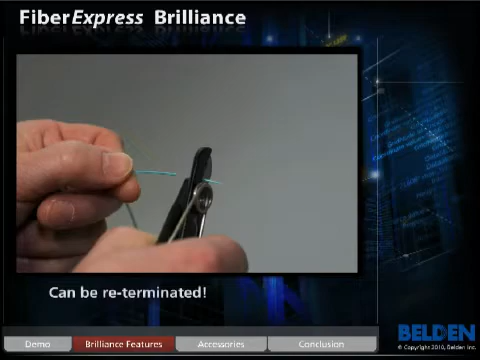 FiberExpress Brilliance
Can be re-terminated!
Demo
Brilliance Features
Accessories
Conclusion
BELDEN
© Copyright 2010, Belden Inc.